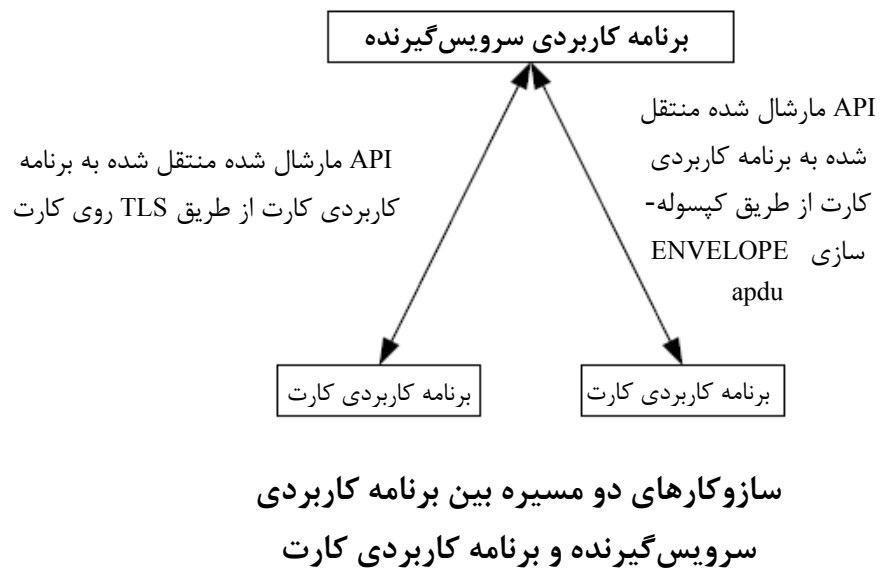 برنامه کاربردی سرویس‌گیرنده
API مارشال شده منتقل
شده به برنامه کاربردی
کارت از طریق کپسوله-
سازی ENVELOPE
apdu
API مارشال شده منتقل شده به برنامه
کاربردی کارت از طریق TLS روی کارت
برنامه کاربردی کارت
برنامه کاربردی کارت
سازوکارهای دو مسیره بین برنامه کاربردی
سرویس‌گیرنده و برنامه کاربردی کارت